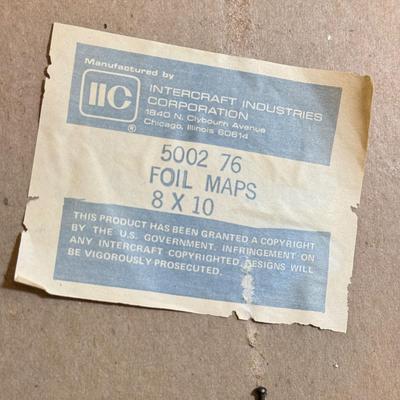 Manufactured by
IIC
®
INTERCRAFT INDUSTRIES
CORPORATION
1840 N. Clybourn Avenue
Chicago, Illinois 60614
5002 76
FOIL MAPS
8 X 10
THIS PRODUCT HAS BEEN GRANTED A COPYRIGHT
BY THE U.S. GOVERNMENT. INFRINGEMENT ON
ANY INTERCRAFT COPYRIGHTED DESIGNS WILL
BE VIGOROUSLY PROSECUTED.